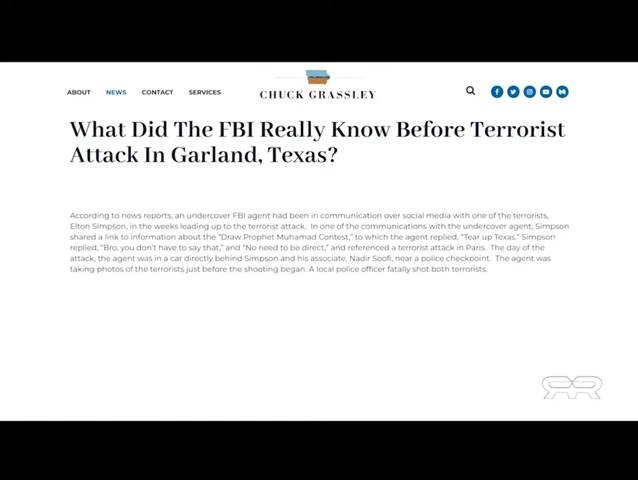 ABOUT NEWS CONTACT SERVICES
CHUCK GRASSLEY
What Did The FBI Really Know Before Terrorist
Attack In Garland, Texas?
According to news reports, an undercover FBI agent had been in communication over social media with one of the terrorists,
Elton Simpson, in the weeks leading up to the terrorist attack. In one of the communications with the undercover agent, Simpson
shared a link to information about the “Draw Prophet Muhamad Contest,” to which the agent replied, “Tear up Texas.” Simpson
replied, “Bro, you don’t have to say that,” and “No need to be direct,” and referenced a terrorist attack in Paris. The day of the
attack, the agent was in a car directly behind Simpson and his associate, Nadir Soofi, near a police checkpoint. The agent was
taking photos of the terrorists just before the shooting began. A local police officer fatally shot both terrorists.
RR